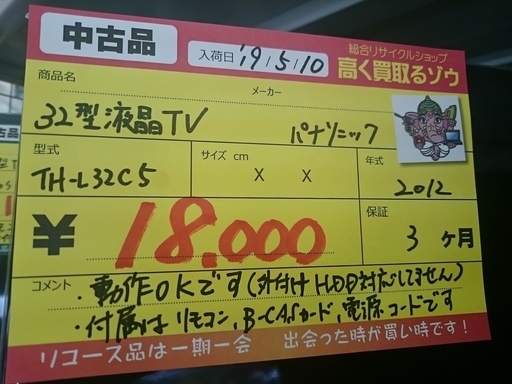 中古品
入荷日 '19/5/10
総合リサイクルショップ
高く買取るゾウ
商品名
メーカー
32型液晶TV パナソニック
型式
サイズ cm
年式
TH-L32C5
X X
2012
¥ 18.000
保証
3 ヶ月
コメント
・動作OKです(外付けHDD対応してません)
・付属はリモコン,B-CASカード,電源コードです
リユース品は一期一会 出会った時が買い時です!